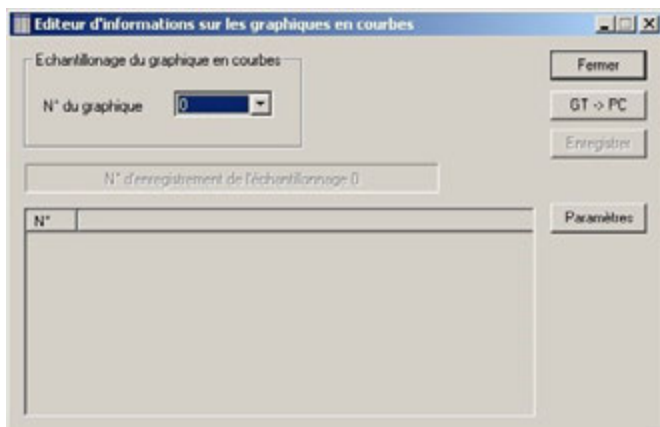 Editeur d'informations sur les graphiques en courbes
Echantillonage du graphique en courbes
N° du graphique 0
Fermer
GT -> PC
Enregistrer
N° d'enregistrement de l'échantillonnage 0
N°
Paramètres